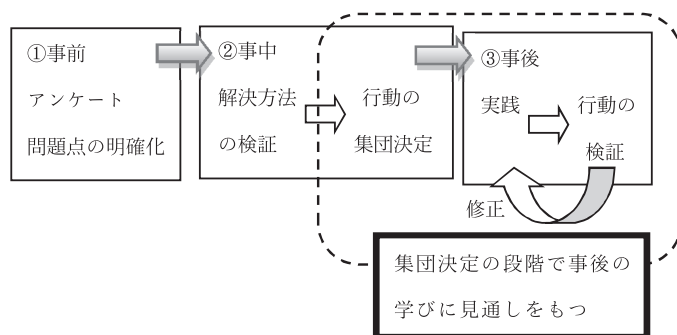 ①事前
アンケート
問題点の明確化
②事中
解決方法
の検証
行動の
集団決定
③事後
実践
行動の
検証
修正
集団決定の段階で事後の
学びに見通しをもつ